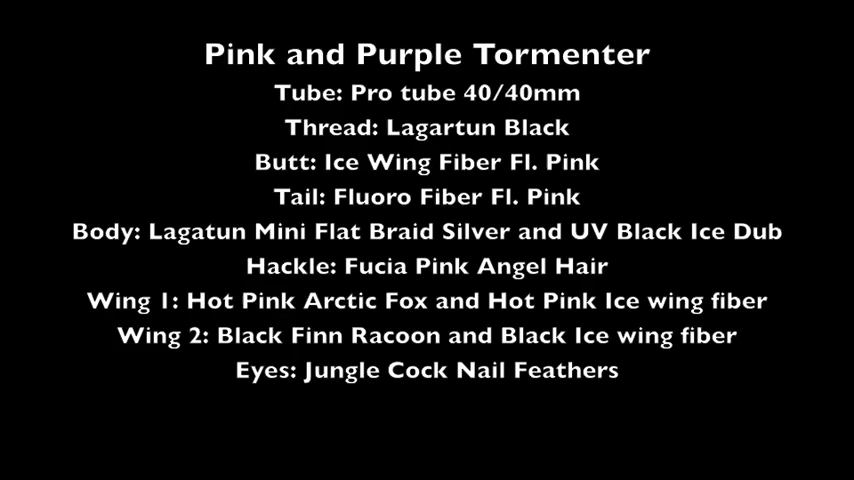 Pink and Purple Tormenter
Tube: Pro tube 40/40mm
Thread: Lagartun Black
Butt: Ice Wing Fiber Fl. Pink
Tail: Fluoro Fiber Fl. Pink
Body: Lagatun Mini Flat Braid Silver and UV Black Ice Dub
Hackle: Fucia Pink Angel Hair
Wing 1: Hot Pink Arctic Fox and Hot Pink Ice wing fiber
Wing 2: Black Finn Racoon and Black Ice wing fiber
Eyes: Jungle Cock Nail Feathers